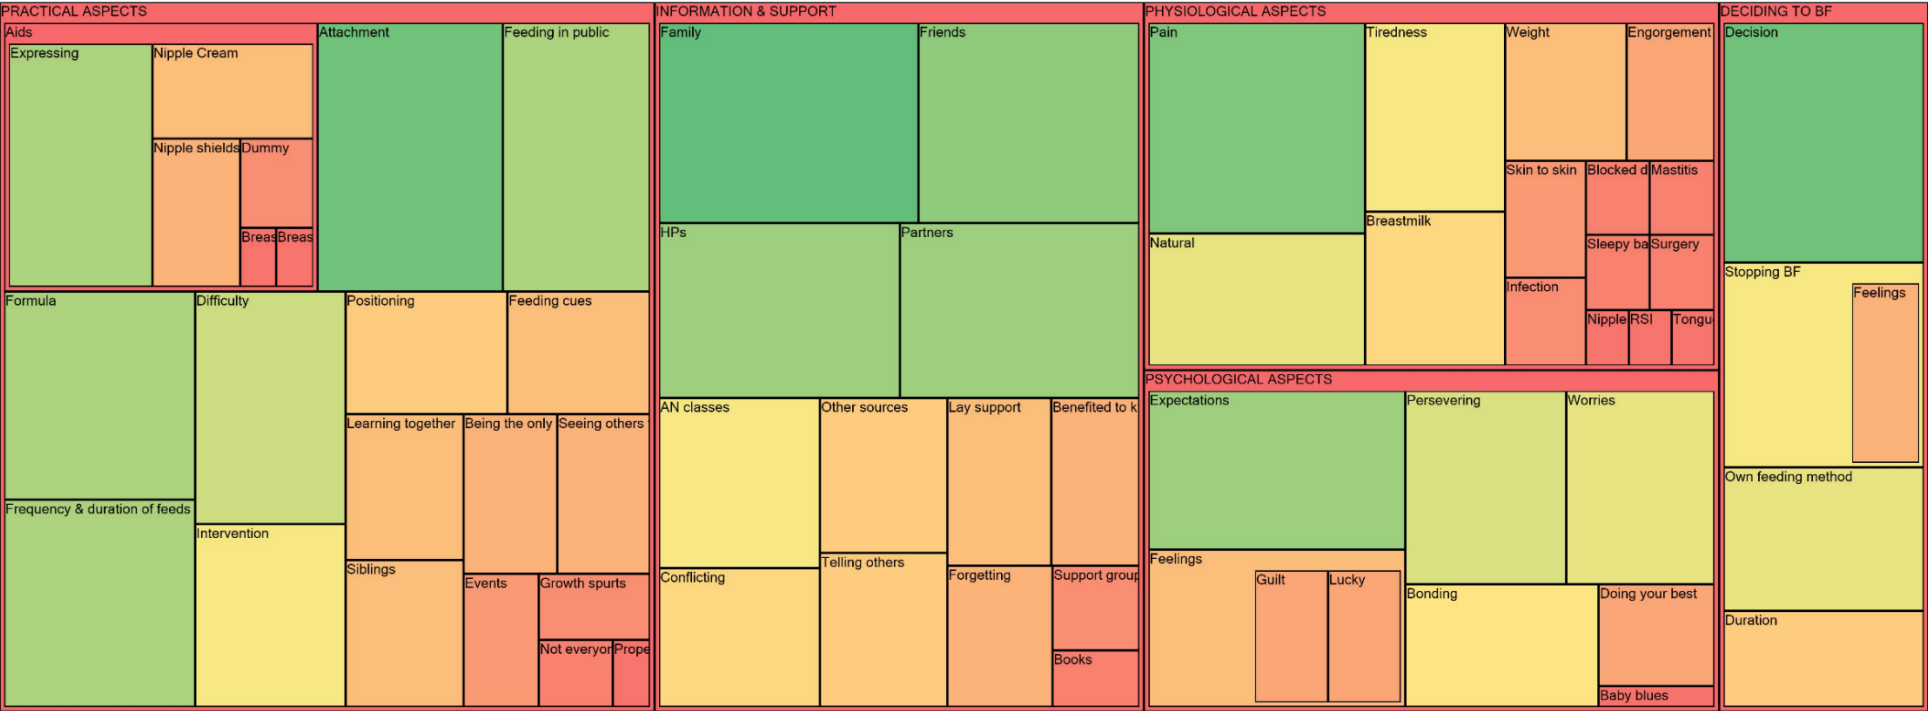 PRACTICAL ASPECTS
Aids
Expressing
Nipple Cream
Nipple shields
Dummy
Breas
Breas
Attachment
Feeding in public
Formula
Difficulty
Positioning
Feeding cues
Learning together
Being the only
Seeing others
Frequency & duration of feeds
Intervention
Siblings
Events
Growth spurts
Not everyon
Prope
INFORMATION & SUPPORT
Family
Friends
HPs
Partners
AN classes
Other sources
Lay support
Benefited to k
Conflicting
Telling others
Forgetting
Support group
Books
PHYSIOLOGICAL ASPECTS
Pain
Tiredness
Weight
Engorgement
Natural
Breastmilk
Skin to skin
Blocked d
Mastitis
Sleepy ba
Surgery
Infection
Nipple
RSI
Tongu
PSYCHOLOGICAL ASPECTS
Expectations
Persevering
Worries
Feelings
Guilt
Lucky
Bonding
Doing your best
Baby blues
DECIDING TO BF
Decision
Stopping BF
Feelings
Own feeding method
Duration